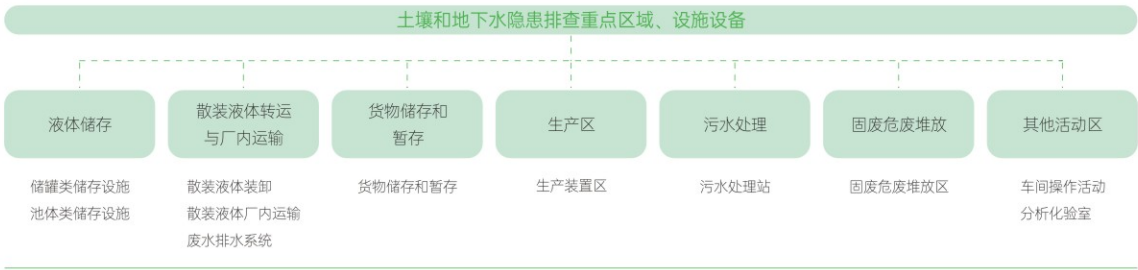 土壤和地下水隐患排查重点区域、设施设备
液体储存
散装液体转运
与厂内运输
货物储存和
暂存
生产区
污水处理
固废危废堆放
其他活动区
储罐类储存设施
池体类储存设施
散装液体装卸
散装液体厂内运输
废水排水系统
货物储存和暂存
生产装置区
污水处理站
固废危废堆放区
车间操作活动
分析化验室